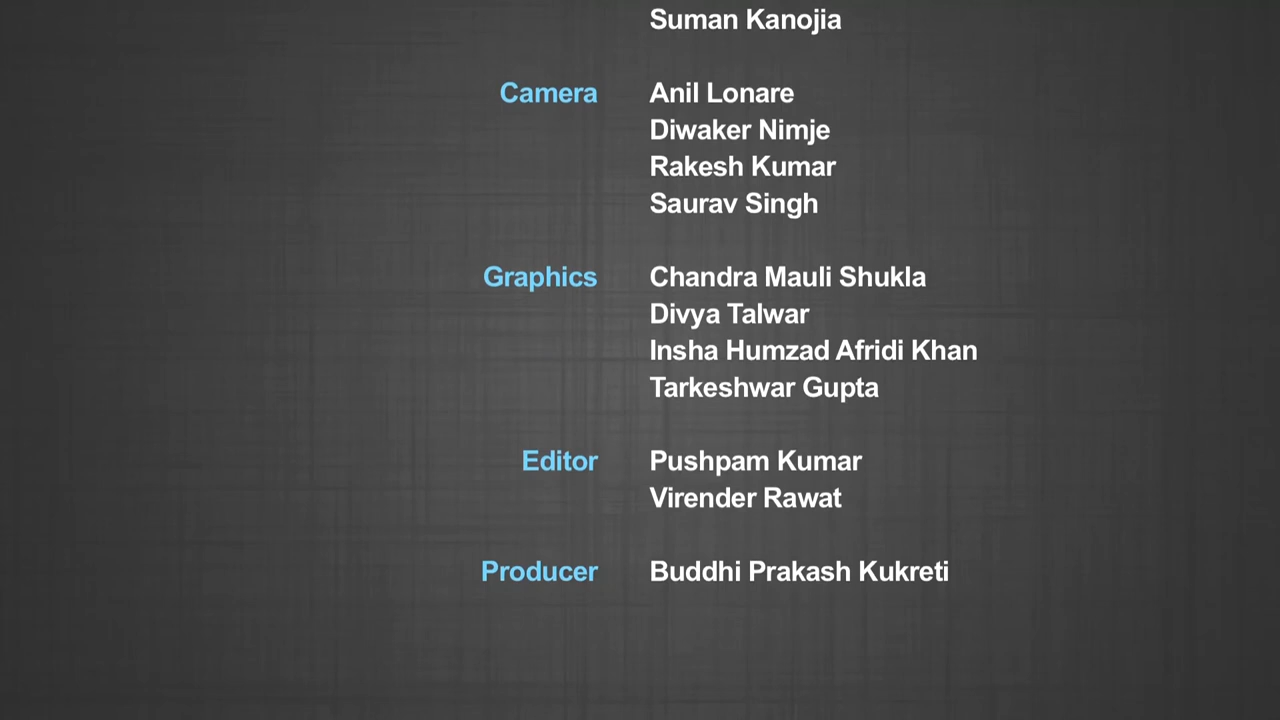 Suman Kanojia
Camera Anil Lonare
Diwaker Nimje
Rakesh Kumar
Saurav Singh
Graphics Chandra Mauli Shukla
Divya Talwar
Insha Humzad Afridi Khan
Tarkeshwar Gupta
Editor Pushpam Kumar
Virender Rawat
Producer Buddhi Prakash Kukreti